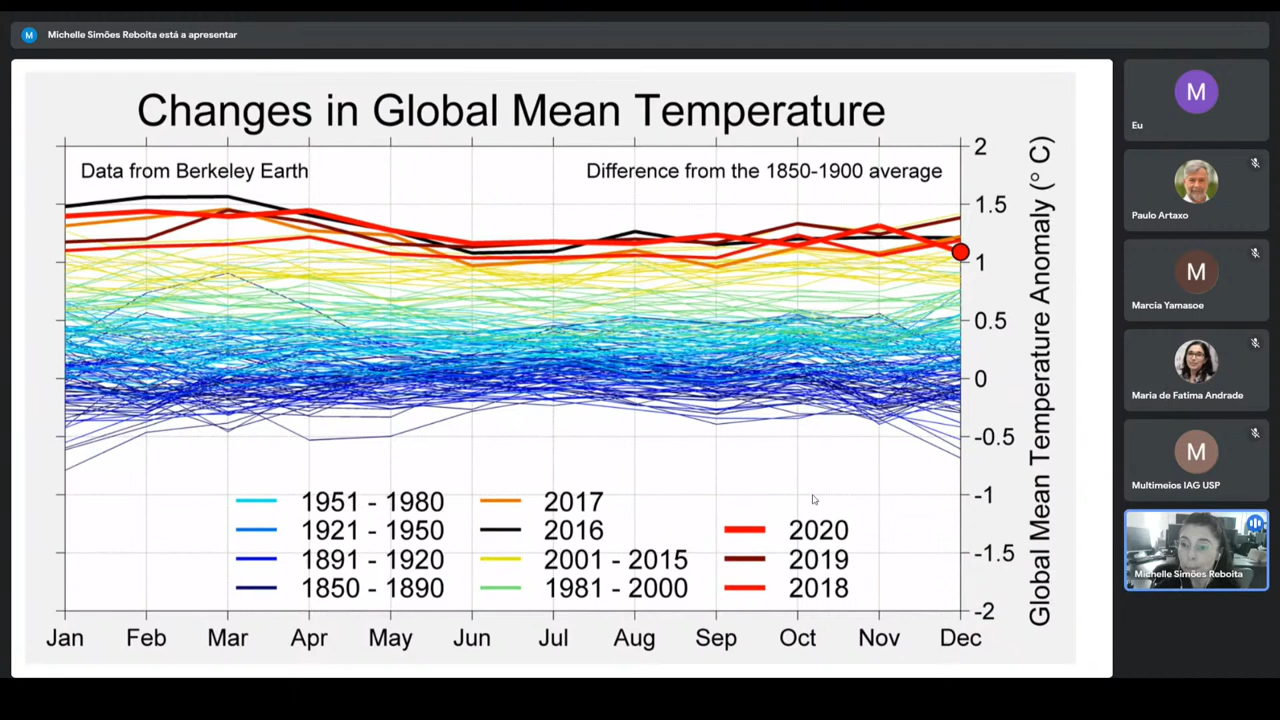 M
Michelle Simões Reboita está a apresentar
Changes in Global Mean Temperature
Data from Berkeley Earth
Difference from the 1850-1900 average
2
1.5
1
0.5
0
-0.5
-1
-1.5
-2
Global Mean Temperature Anomaly (° C)
1951 - 1980
1921 - 1950
1891 - 1920
1850 - 1890
2017
2016
2001 - 2015
1981 - 2000
2020
2019
2018
Jan Feb Mar Apr May Jun Jul Aug Sep Oct Nov Dec
M
Eu
Paulo Artaxo
M
Marcia Yamasoe
Maria de Fatima Andrade
M
Multimeios IAG USP
Michelle Simões Reboita